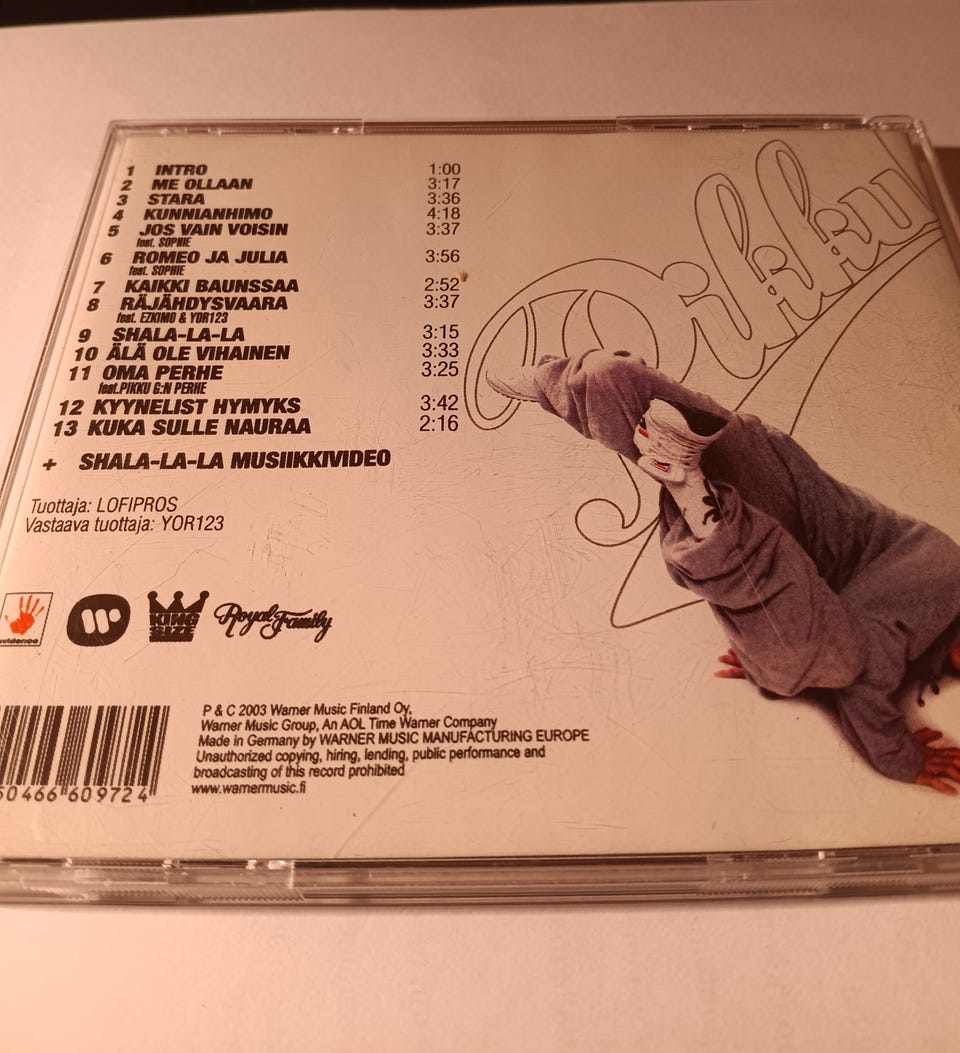 1 INTRO 1:00
2 ME OLLAAN 3:17
3 STARA 3:36
4 KUNNIANHIMO 4:18
5 JOS VAIN VOISIN 3:37
feat. SOPHIE
6 ROMEO JA JULIA 3:56
feat. SOPHIE
7 KAIKKI BAUNSSAA 2:52
8 RÄJÄHDYSVAARA 3:37
feat. EZKIMO & YOR123
9 SHALA-LA-LA 3:15
10 ÄLÄ OLE VIHAINEN 3:33
11 OMA PERHE 3:25
feat.PIKKU G:N PERHE
12 KYYNELIST HYMYKS 3:42
13 KUKA SULLE NAURAA 2:16
+ SHALA-LA-LA MUSIIKKIVIDEO
Pikku
Tuottaja: LOFIPROS
Vastaava tuottaja: YOR123
KING SIZE
Royal Family
P & C 2003 Warner Music Finland Oy,
Warner Music Group, An AOL Time Warner Company
Made in Germany by WARNER MUSIC MANUFACTURING EUROPE
Unauthorized copying, hiring, lending, public performance and
broadcasting of this record prohibited
www.warnermusic.fi
50466 60972 4